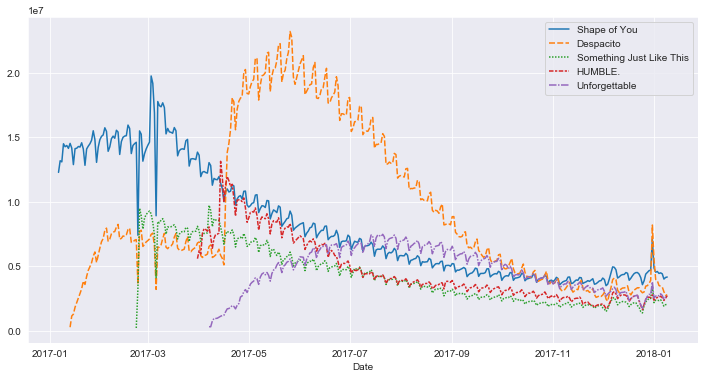 1e7
Shape of You
Despacito
Something Just Like This
HUMBLE.
Unforgettable
2.0
1.5
1.0
0.5
0.0
2017-01 2017-03 2017-05 2017-07 2017-09 2017-11 2018-01
Date